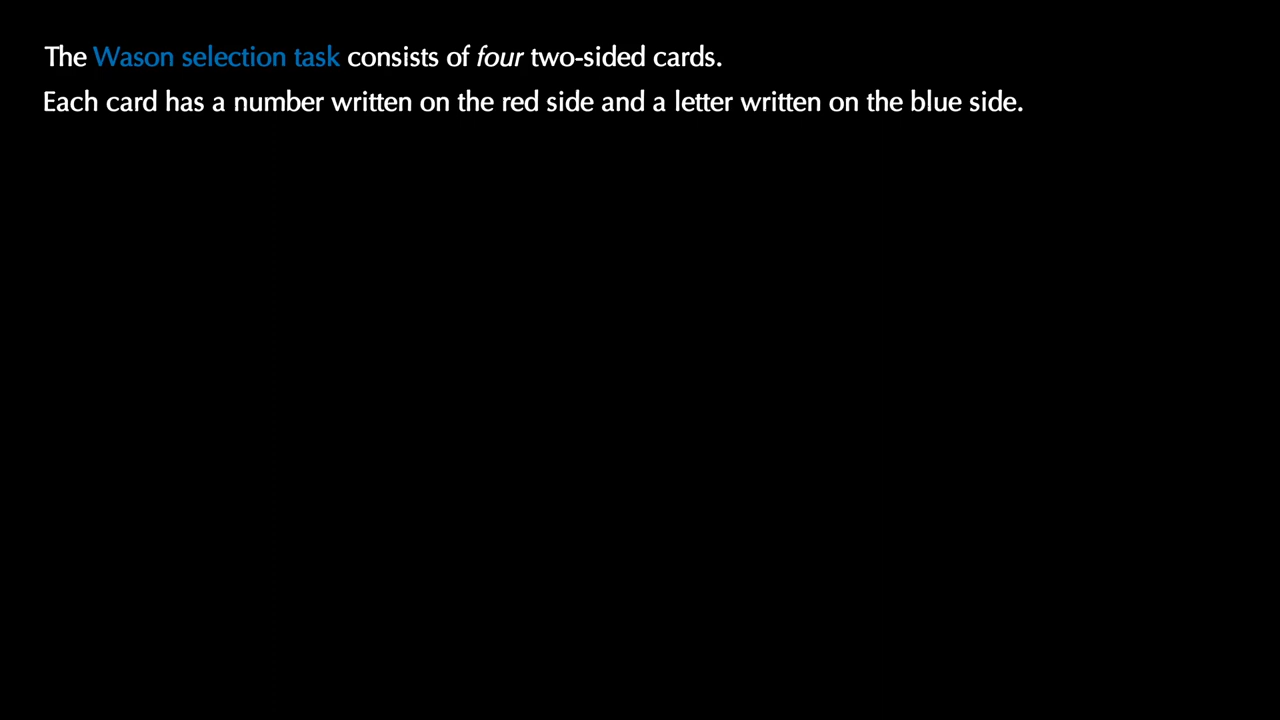 The Wason selection task consists of four two-sided cards.
Each card has a number written on the red side and a letter written on the blue side.